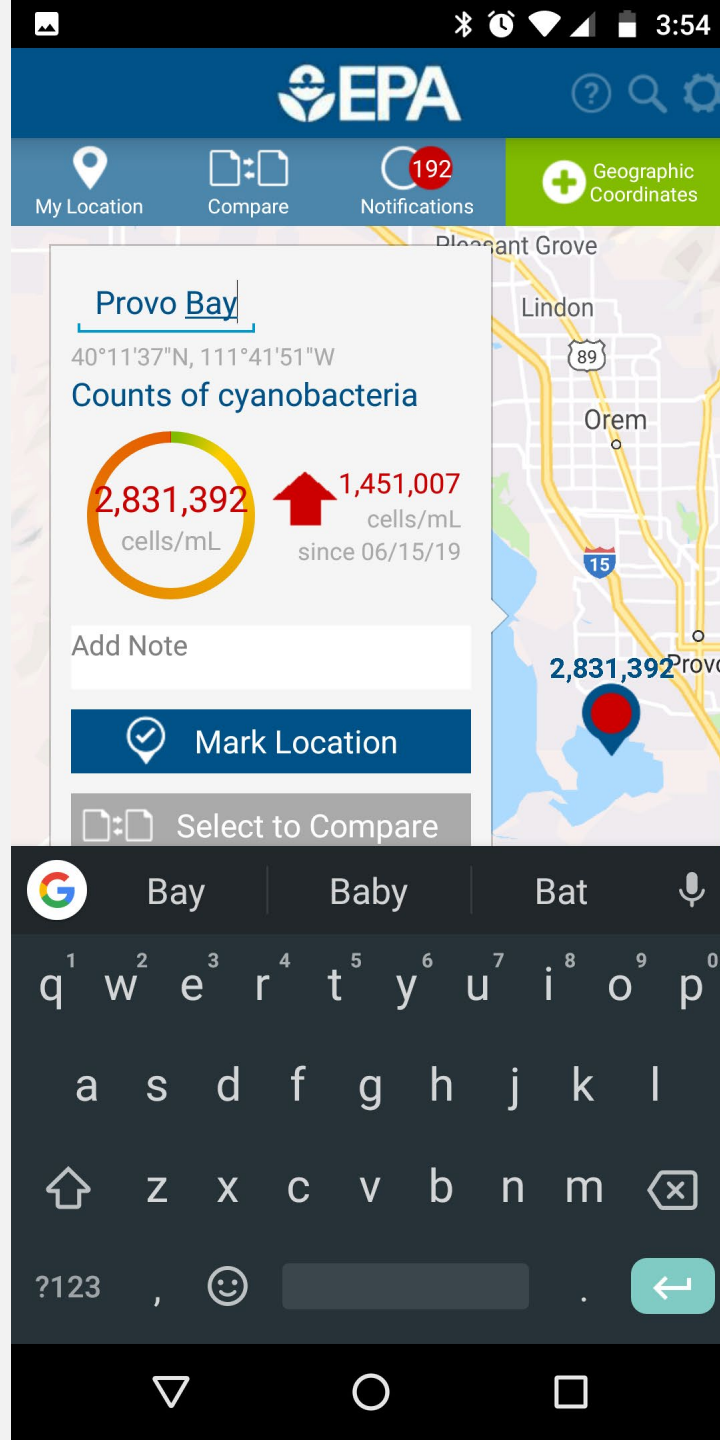 3:54
EPA
?
My Location
Compare
192
Notifications
Geographic
Coordinates
Pleasant Grove
Provo Bay
Lindon
40°11'37"N, 111°41'51"W
89
Counts of cyanobacteria
Orem
2,831,392
cells/mL
1,451,007
cells/mL
since 06/15/19
15
Add Note
2,831,392
Provo
Mark Location
Select to Compare
G Bay Baby Bat
1 2 3 4 5 6 7 8 9 0
q w e r t y u i o p
a s d f g h j k l
z x c v b n m
?123 , .